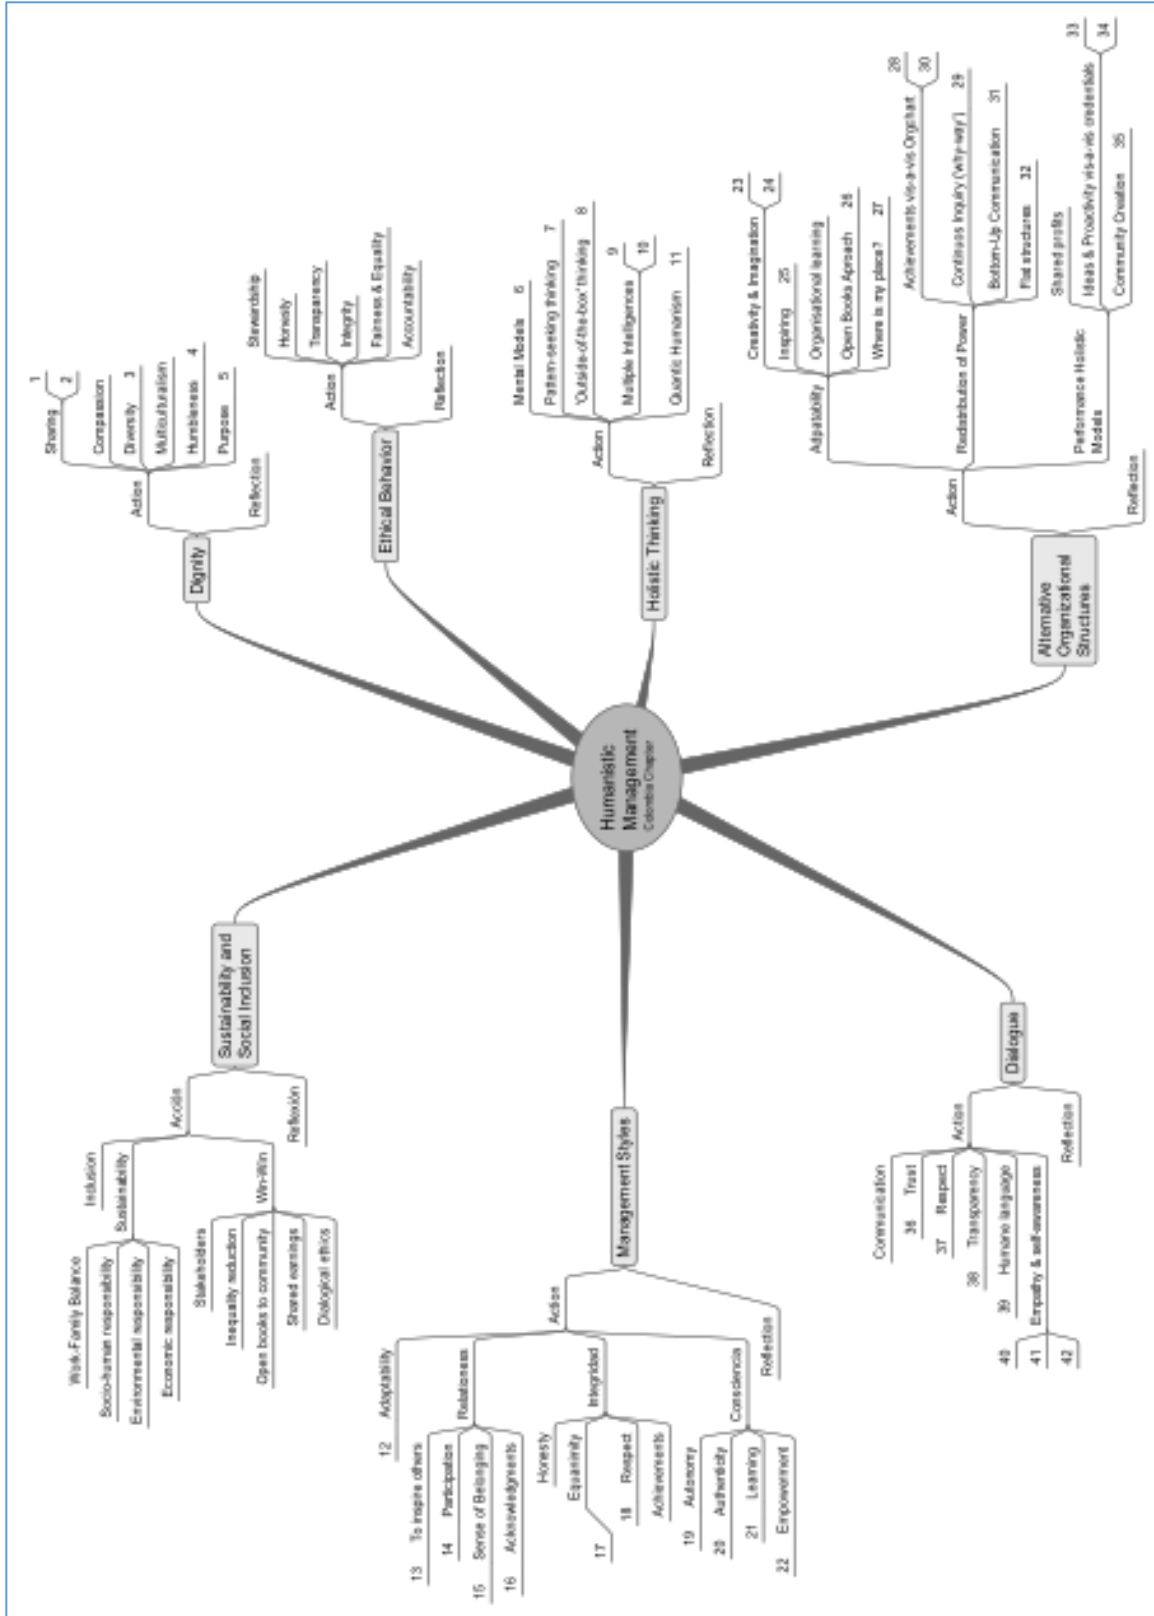 Humanistic
Management
Colombia Chapter
Dignity
Action
Sharing
1
2
Compassion
Diversity 3
Multiculturalism
Humbleness 4
Purpose 5
Reflection
Ethical Behavior
Action
Stewardship
Honesty
Transparency
Integrity
Fairness & Equality
Accountability
Reflection
Holistic Thinking
Action
Mental Models 6
Pattern-seeking thinking 7
'Outside-of-the-box' thinking 8
Multiple Intelligences
9
10
Quantic Humanism 11
Reflection
Alternative
Organizational
Structures
Action
Adpatability
Creativity & Imagination
23
24
Inspiring 25
Organisational learning
Open Books Aproach 26
Where is my place? 27
Redistribution of Power
Achievements vis-a-vis Orgchart
28
30
Continuos Inquiry ('why-way') 29
Bottom-Up Communication 31
Flat structures 32
Performance Holistic
Models
Shared profits
Ideas & Proactivity vis-a-vis credentials
33
34
Community Creation 35
Reflection
Sustainability and
Social Inclusion
Acción
Inclusion
Sustainability
Work-Family Balance
Socio-human responsibility
Environmental responsibility
Economic responsibility
Win-Win
Stakeholders
Inequality reduction
Open books to community
Shared earnings
Dialogical ethics
Reflexión
Management Styles
Action
12 Adaptability
Relationess
13 To inspire others
14 Participation
15 Sense of Belonging
16 Acknowledgments
Integridad
Honesty
Equanimity
17
18 Respect
Achievements
Consciencia
19 Autonomy
20 Authenticity
21 Learning
22 Empowerment
Reflection
Dialogue
Action
Communication
36 Trust
37 Respect
38 Transparency
39 Humane language
Empathy & self-awareness
40
41
42
Reflection